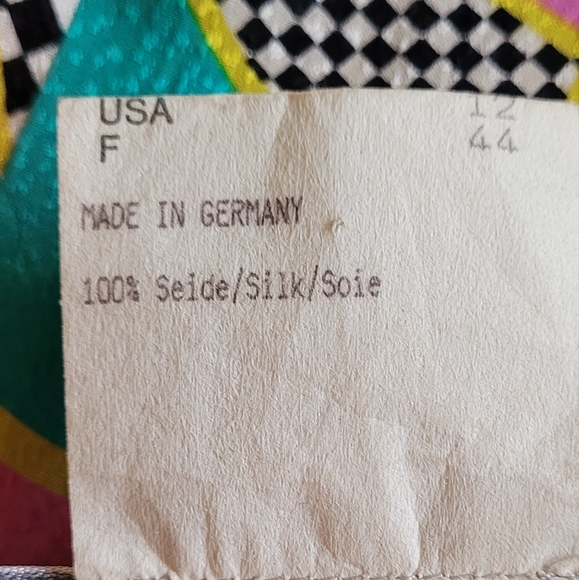 USA 12
F 44
MADE IN GERMANY
100% Seide/Silk/Soie